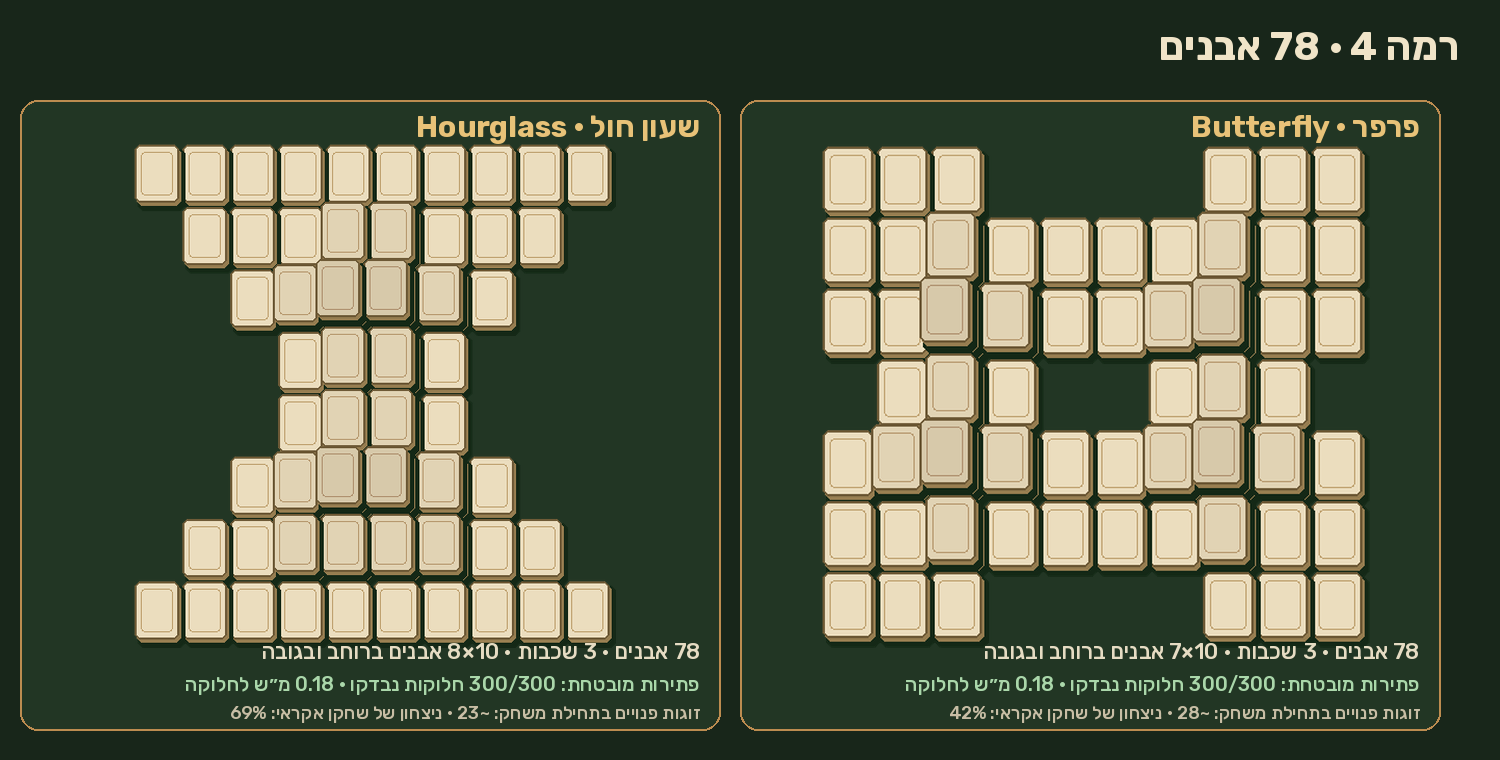 רמה 4 • 78 אבנים
פרפר • Butterfly
78 אבנים • 3 שכבות • 10×7 אבנים ברוחב ובגובה
פתירות מובטחת: 300/300 חלוקות נבדקו • 0.18 מ״ש לחלוקה
זוגות פנויים בתחילת משחק: ~28 • ניצחון של שחקן אקראי: 42%
שעון חול • Hourglass
78 אבנים • 3 שכבות • 10×8 אבנים ברוחב ובגובה
פתירות מובטחת: 300/300 חלוקות נבדקו • 0.18 מ״ש לחלוקה
זוגות פנויים בתחילת משחק: ~23 • ניצחון של שחקן אקראי: 69%